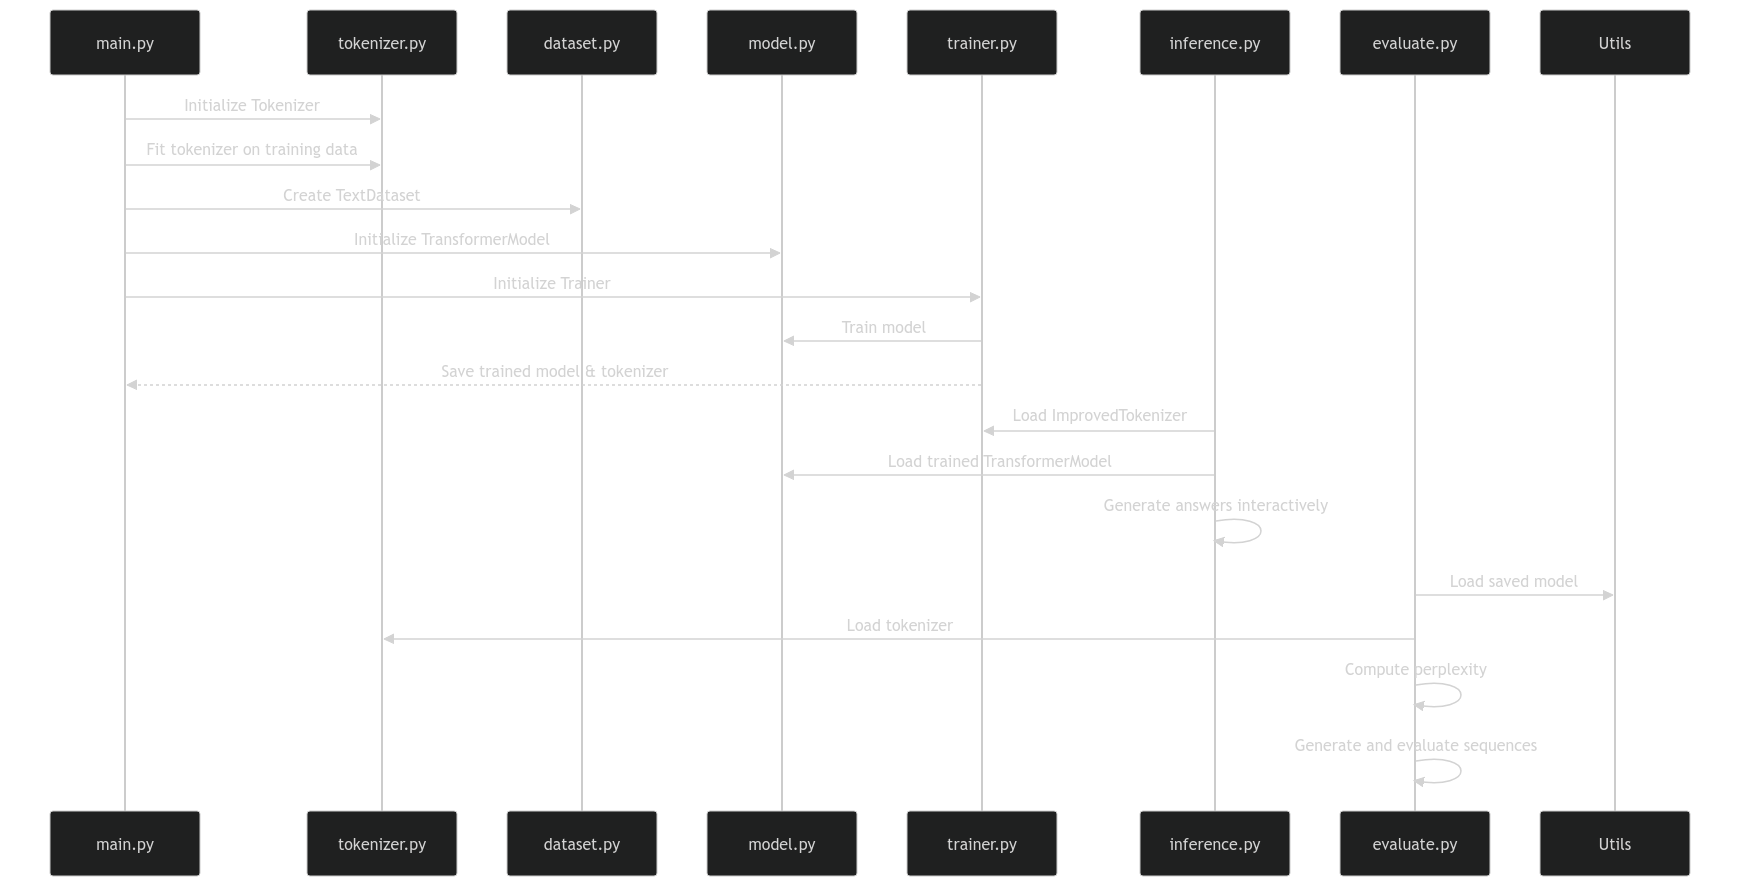 main.py
tokenizer.py
dataset.py
model.py
trainer.py
inference.py
evaluate.py
Utils
Initialize Tokenizer
Fit tokenizer on training data
Create TextDataset
Initialize TransformerModel
Initialize Trainer
Train model
Save trained model & tokenizer
Load ImprovedTokenizer
Load trained TransformerModel
Generate answers interactively
Load saved model
Load tokenizer
Compute perplexity
Generate and evaluate sequences
main.py
tokenizer.py
dataset.py
model.py
trainer.py
inference.py
evaluate.py
Utils